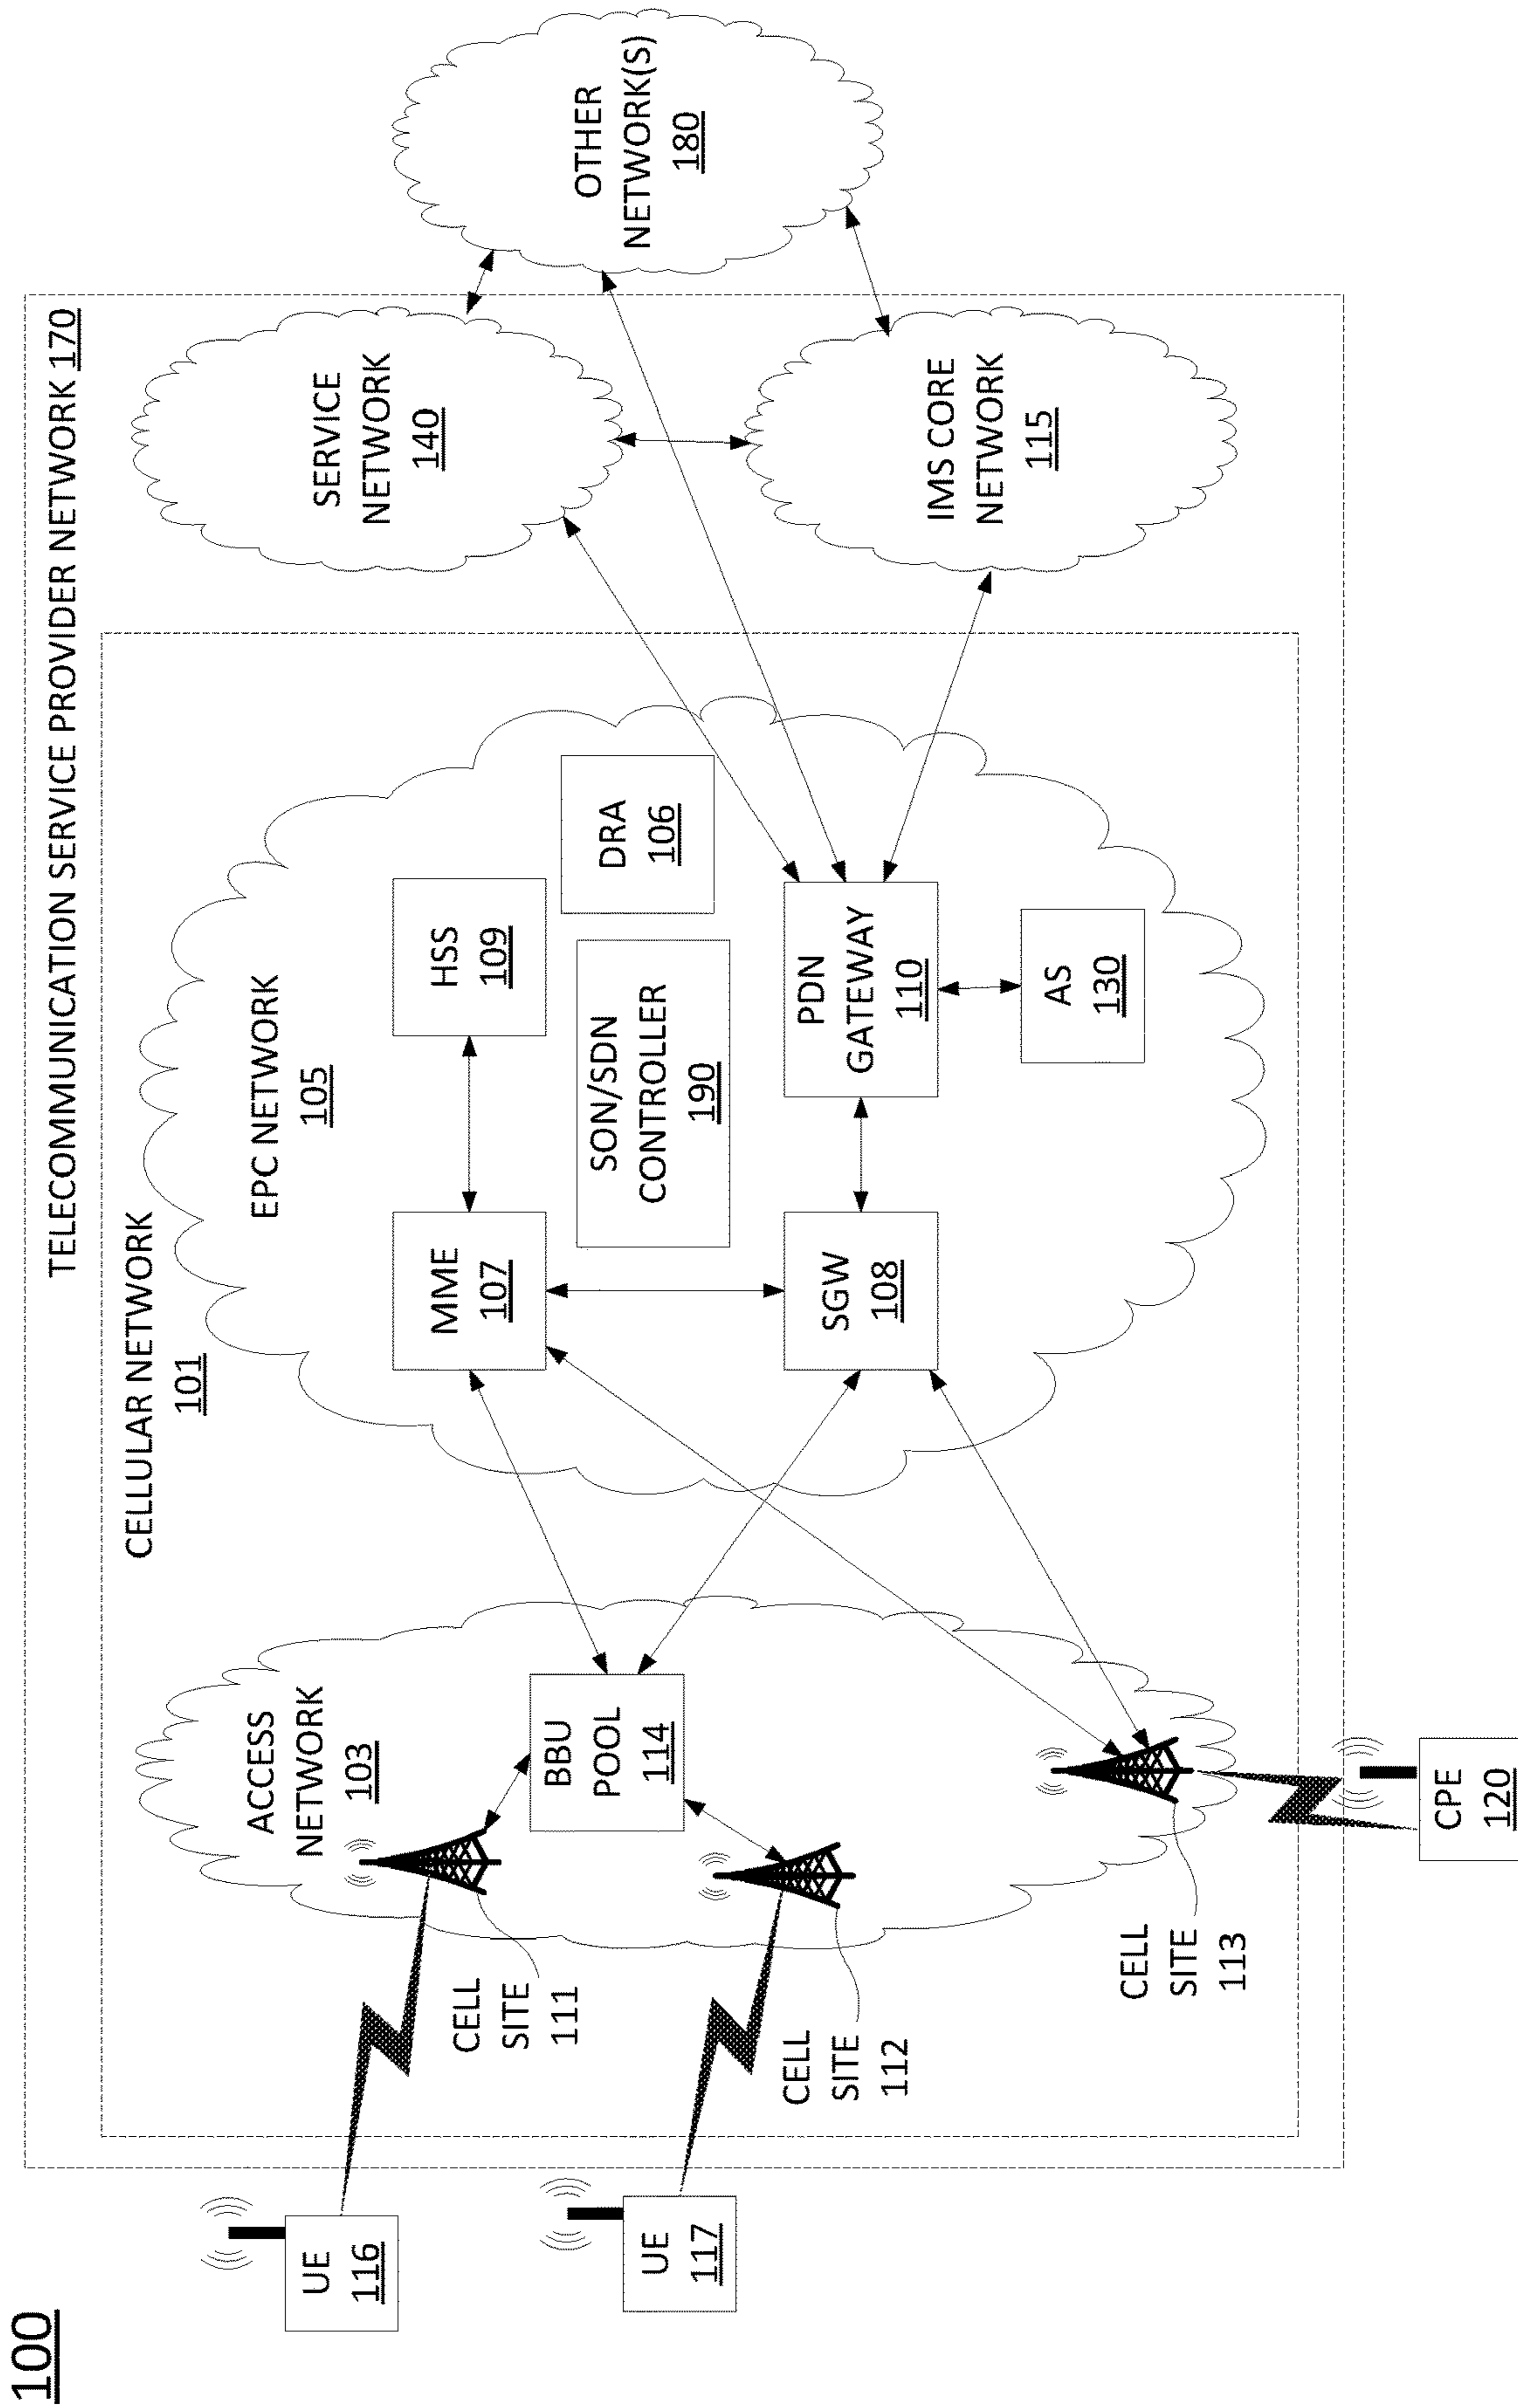 100
TELECOMMUNICATION SERVICE PROVIDER NETWORK 170
CELLULAR NETWORK
101
ACCESS
NETWORK
103
EPC NETWORK
105
UE
116
UE
117
CELL
SITE
111
CELL
SITE
112
CELL
SITE
113
BBU
POOL
114
CPE
120
MME
107
HSS
109
SON/SDN
CONTROLLER
190
DRA
106
SGW
108
PDN
GATEWAY
110
AS
130
SERVICE
NETWORK
140
IMS CORE
NETWORK
115
OTHER
NETWORK(S)
180